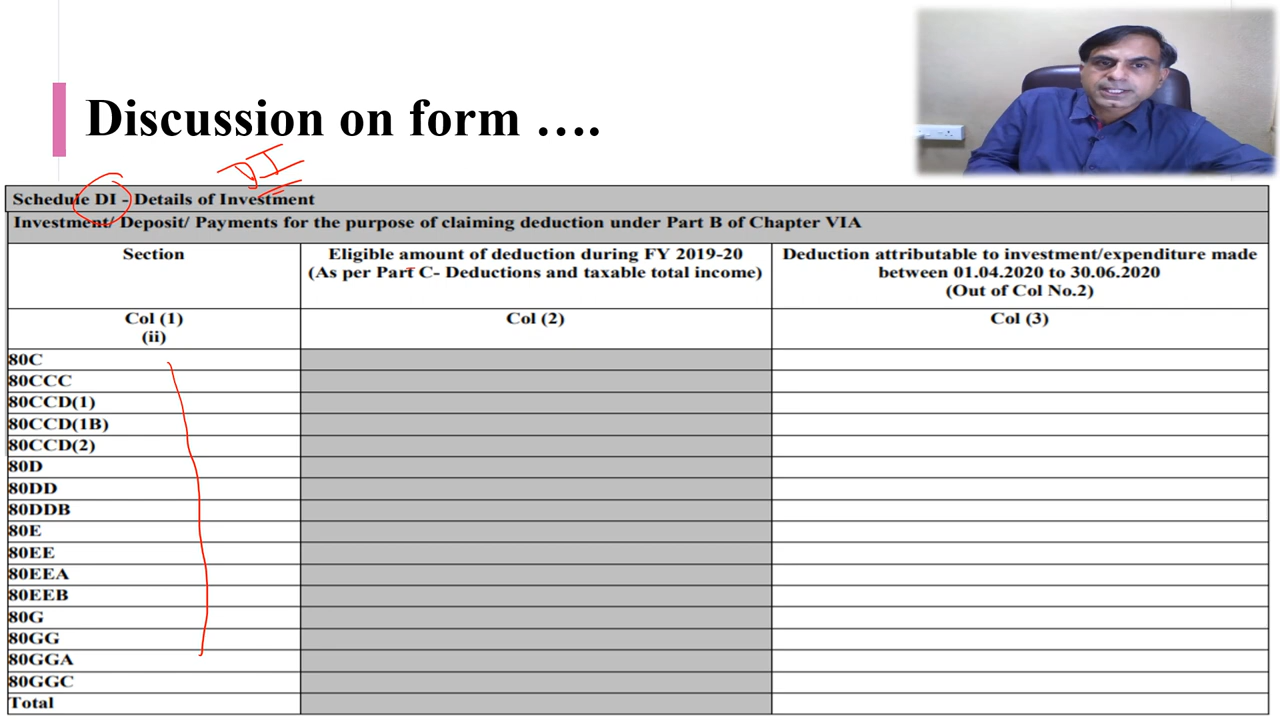 Discussion on form ....
DI
Schedule DI - Details of Investment
Investment/ Deposit/ Payments for the purpose of claiming deduction under Part B of Chapter VIA
Section
Eligible amount of deduction during FY 2019-20
(As per Part C- Deductions and taxable total income)
Deduction attributable to investment/expenditure made
between 01.04.2020 to 30.06.2020
(Out of Col No.2)
Col (1)
(ii)
Col (2)
Col (3)
80C
80CCC
80CCD(1)
80CCD(1B)
80CCD(2)
80D
80DD
80DDB
80E
80EE
80EEA
80EEB
80G
80GG
80GGA
80GGC
Total